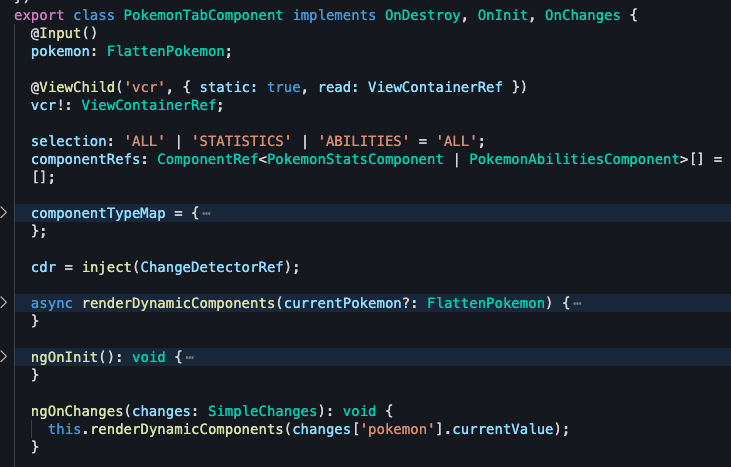 })
export class PokemonTabComponent implements OnDestroy, OnInit, OnChanges {
  @Input()
  pokemon: FlattenPokemon;

  @ViewChild('vcr', { static: true, read: ViewContainerRef })
  vcr!: ViewContainerRef;

  selection: 'ALL' | 'STATISTICS' | 'ABILITIES' = 'ALL';
  componentRefs: ComponentRef<PokemonStatsComponent | PokemonAbilitiesComponent>[] =
  [];

  componentTypeMap = {⋯
  };

  cdr = inject(ChangeDetectorRef);

  async renderDynamicComponents(currentPokemon?: FlattenPokemon) {⋯
  }

  ngOnInit(): void {⋯
  }

  ngOnChanges(changes: SimpleChanges): void {
    this.renderDynamicComponents(changes['pokemon'].currentValue);
  }